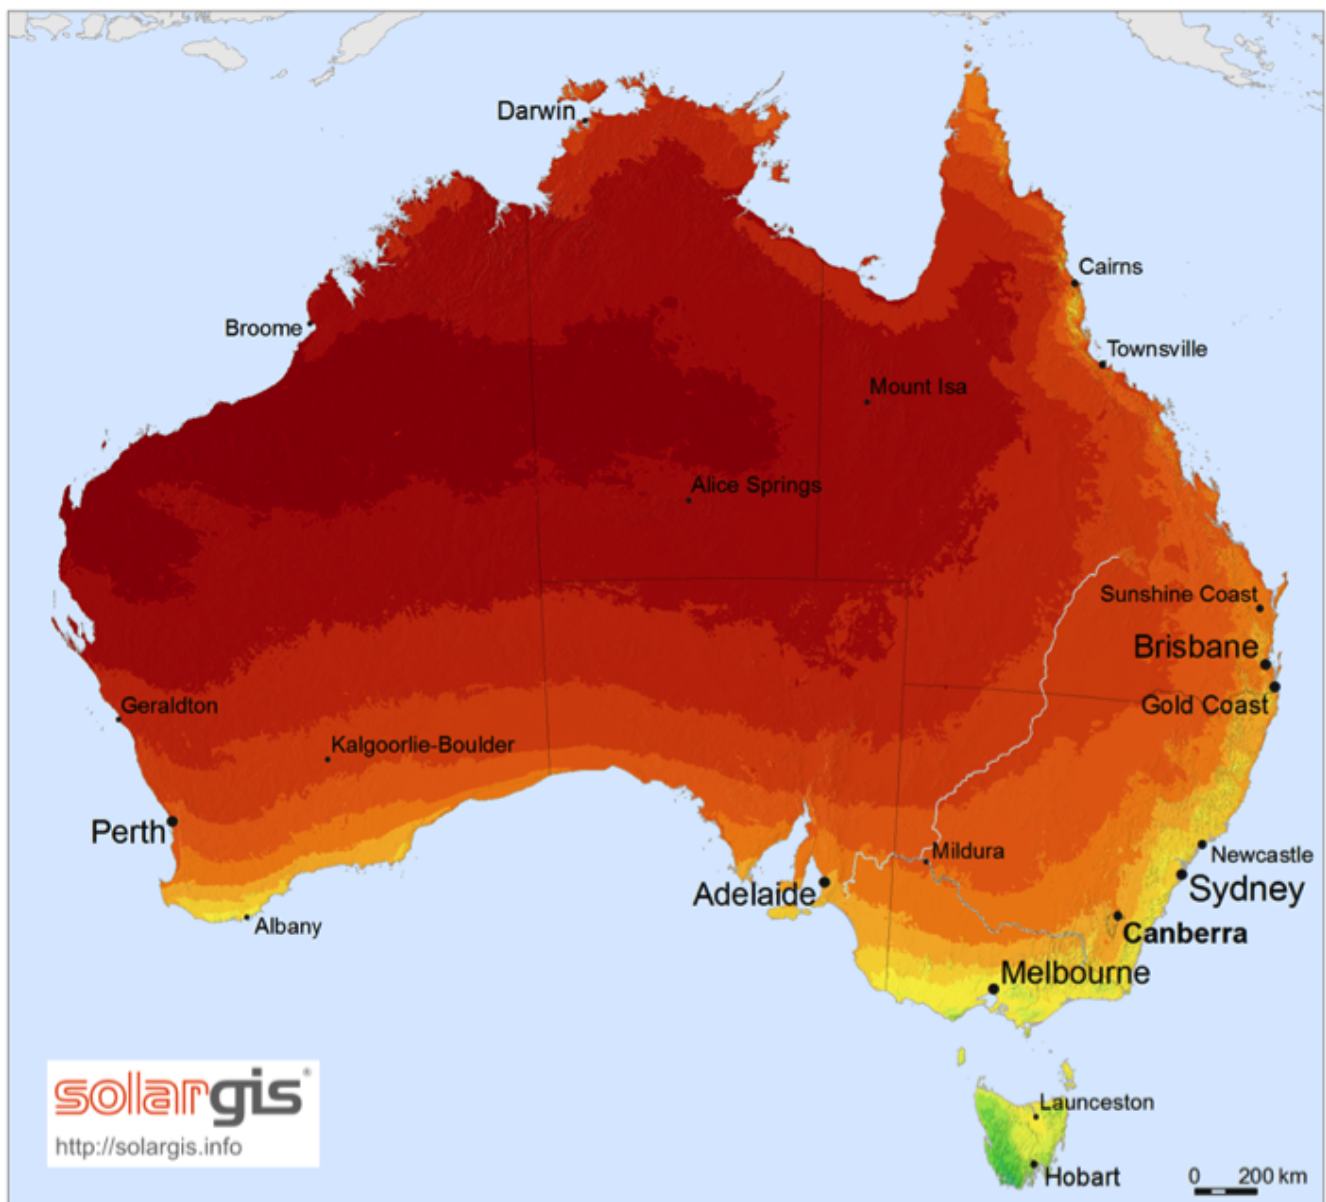 Darwin
Cairns
Broome
Townsville
Mount Isa
Alice Springs
Sunshine Coast
Brisbane
Geraldton
Gold Coast
Kalgoorlie-Boulder
Perth
Mildura
Newcastle
Adelaide
Sydney
Albany
Canberra
Melbourne
solargis®
http://solargis.info
Launceston
Hobart
0 200 km